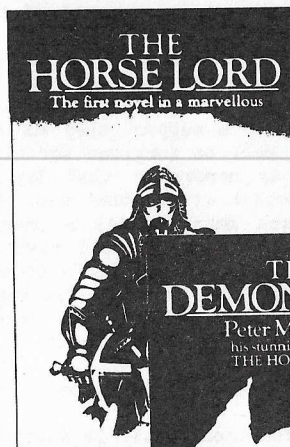 THE
HORSE LORD
The first novel in a marvellous
DEMON
Peter M
his stunni
THE HO